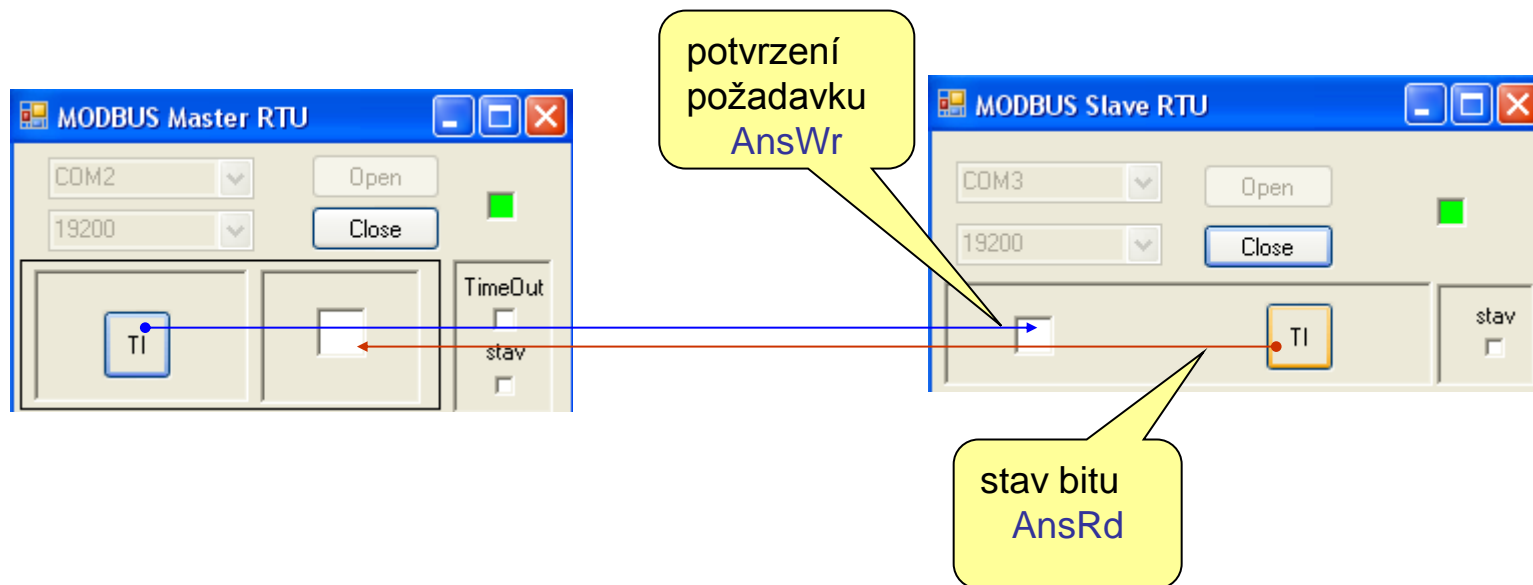 potvrzení
požadavku
AnsWr
MODBUS Master RTU
COM2
Open
19200
Close
TI
TimeOut
stav
MODBUS Slave RTU
COM3
Open
19200
Close
TI
stav
stav bitu
AnsRd